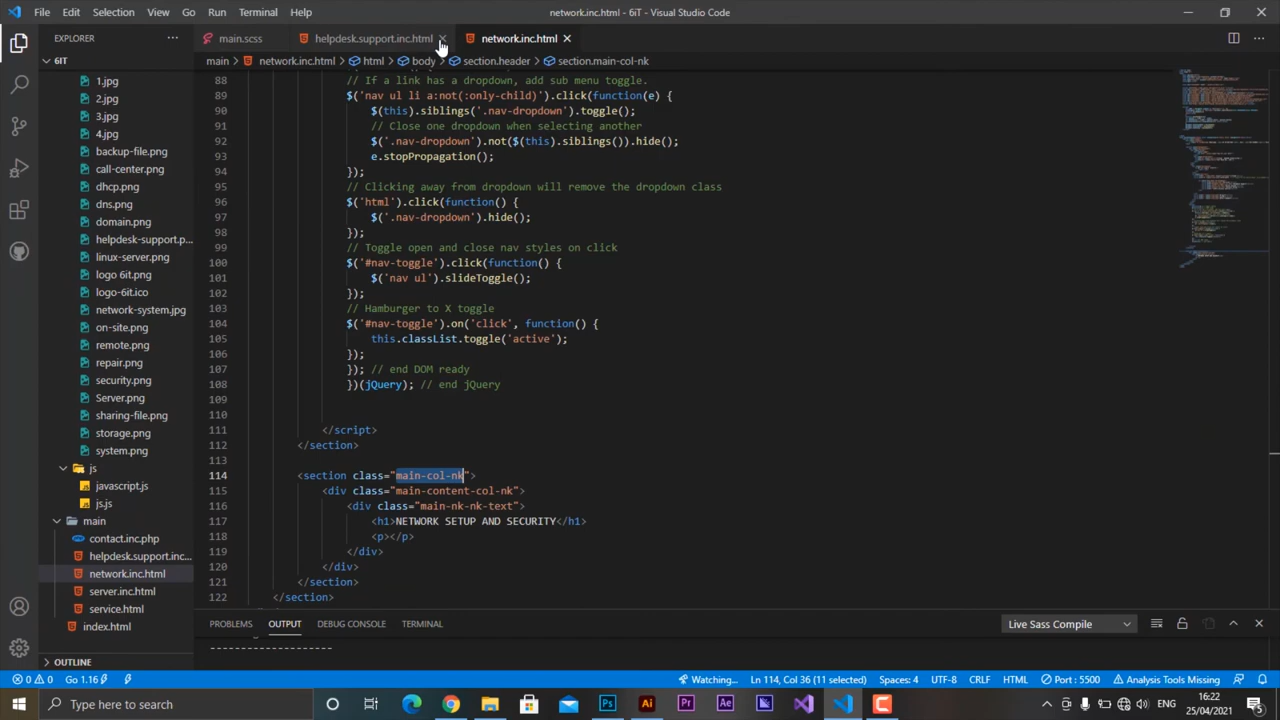 File Edit Selection View Go Run Terminal Help network.inc.html - 6iT - Visual Studio Code
EXPLORER ... main.scss helpdesk.support.inc.html network.inc.html
6IT main > network.inc.html > html > body > section.header > section.main-col-nk
1.jpg
2.jpg
3.jpg
4.jpg
backup-file.png
call-center.png
dhcp.png
dns.png
domain.png
helpdesk-support.p...
linux-server.png
logo 6it.png
logo-6it.ico
network-system.jpg
on-site.png
remote.png
repair.png
security.png
Server.png
sharing-file.png
storage.png
system.png
js
javascript.js
js.js
main
contact.inc.php
helpdesk.support.inc...
network.inc.html
server.inc.html
service.html
index.html
OUTLINE
88 // If a link has a dropdown, add sub menu toggle.
89 $('nav ul li a:not(:only-child)').click(function(e) {
90 $(this).siblings('.nav-dropdown').toggle();
91 // Close one dropdown when selecting another
92 $('.nav-dropdown').not($(this).siblings()).hide();
93 e.stopPropagation();
94 });
95 // Clicking away from dropdown will remove the dropdown class
96 $('html').click(function() {
97 $('.nav-dropdown').hide();
98 });
99 // Toggle open and close nav styles on click
100 $('#nav-toggle').click(function() {
101 $('nav ul').slideToggle();
102 });
103 // Hamburger to X toggle
104 $('#nav-toggle').on('click', function() {
105 this.classList.toggle('active');
106 });
107 }); // end DOM ready
108 })(jQuery); // end jQuery
109
110
111 </script>
112 </section>
113
114 <section class="main-col-nk">
115 <div class="main-content-col-nk">
116 <div class="main-nk-nk-text">
117 <h1>NETWORK SETUP AND SECURITY</h1>
118 <p></p>
119 </div>
120 </div>
121 </section>
122 </section>
PROBLEMS OUTPUT DEBUG CONSOLE TERMINAL Live Sass Compile
--------------------
0 0 Go 1.16 Watching... Ln 114, Col 36 (11 selected) Spaces: 4 UTF-8 CRLF HTML Port : 5500 Analysis Tools Missing
Type here to search 16:22
25/04/2021